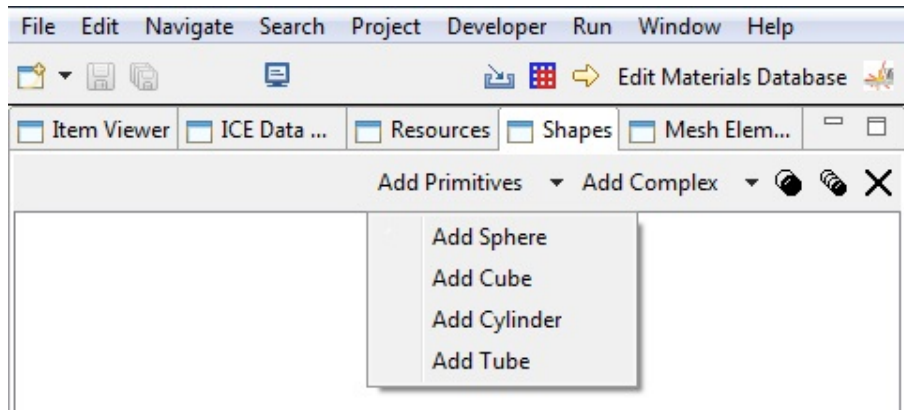 File Edit Navigate Search Project Developer Run Window Help
Edit Materials Database
Item Viewer ICE Data ... Resources Shapes Mesh Elem...
Add Primitives Add Complex
Add Sphere
Add Cube
Add Cylinder
Add Tube